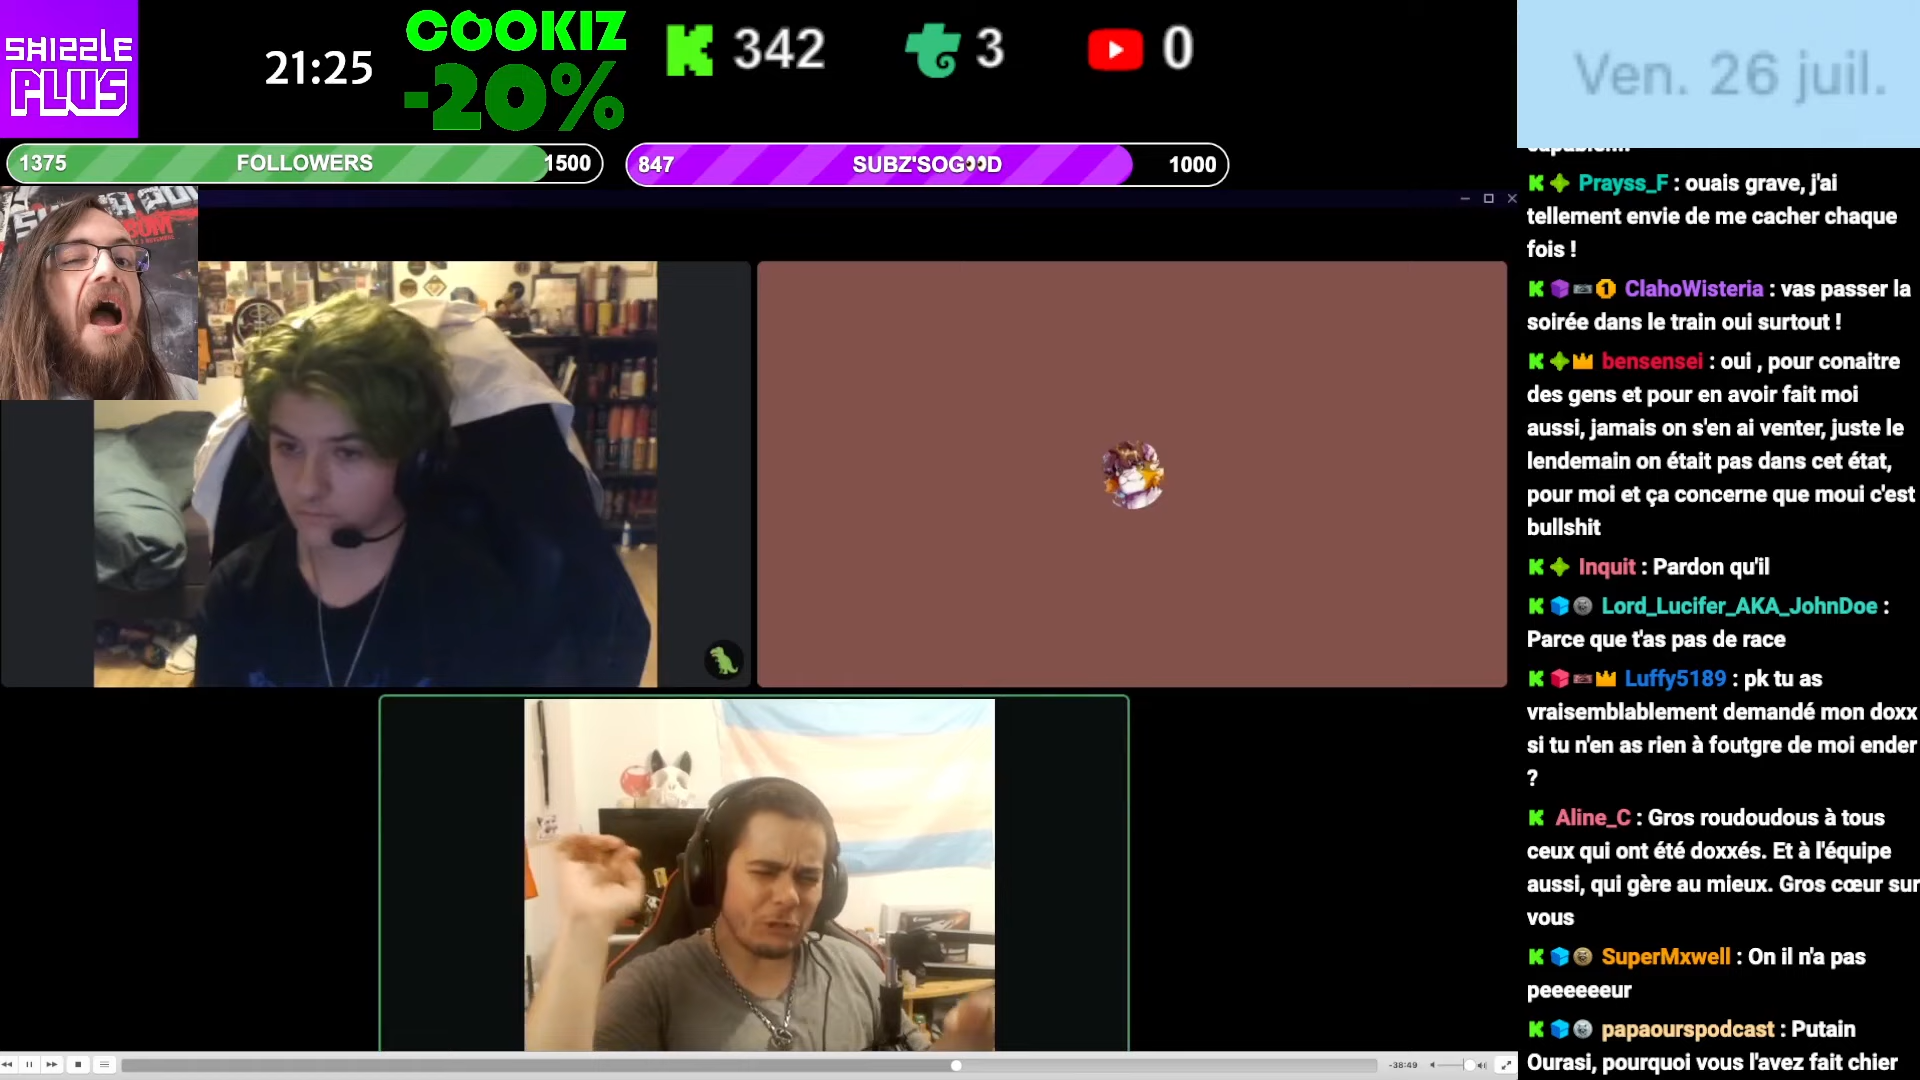 SHIZZLE
PLUS
21:25
COOKIZ
-20%
342
3
0
Ven. 26 juil.
1375 FOLLOWERS 1500
847 SUBZ'SOG👀D 1000
Prayss_F : ouais grave, j'ai
tellement envie de me cacher chaque
fois !
ClahoWisteria : vas passer la
soirée dans le train oui surtout !
bensensei : oui , pour conaitre
des gens et pour en avoir fait moi
aussi, jamais on s'en ai venter, juste le
lendemain on était pas dans cet état,
pour moi et ça concerne que moui c'est
bullshit
Inquit : Pardon qu'il
Lord_Lucifer_AKA_JohnDoe :
Parce que t'as pas de race
Luffy5189 : pk tu as
vraisemblablement demandé mon doxx
si tu n'en as rien à foutgre de moi ender
?
Aline_C : Gros roudoudous à tous
ceux qui ont été doxxés. Et à l'équipe
aussi, qui gère au mieux. Gros cœur sur
vous
SuperMxwell : On il n'a pas
peeeeeeur
papaourspodcast : Putain
Ourasi, pourquoi vous l'avez fait chier
-38:49